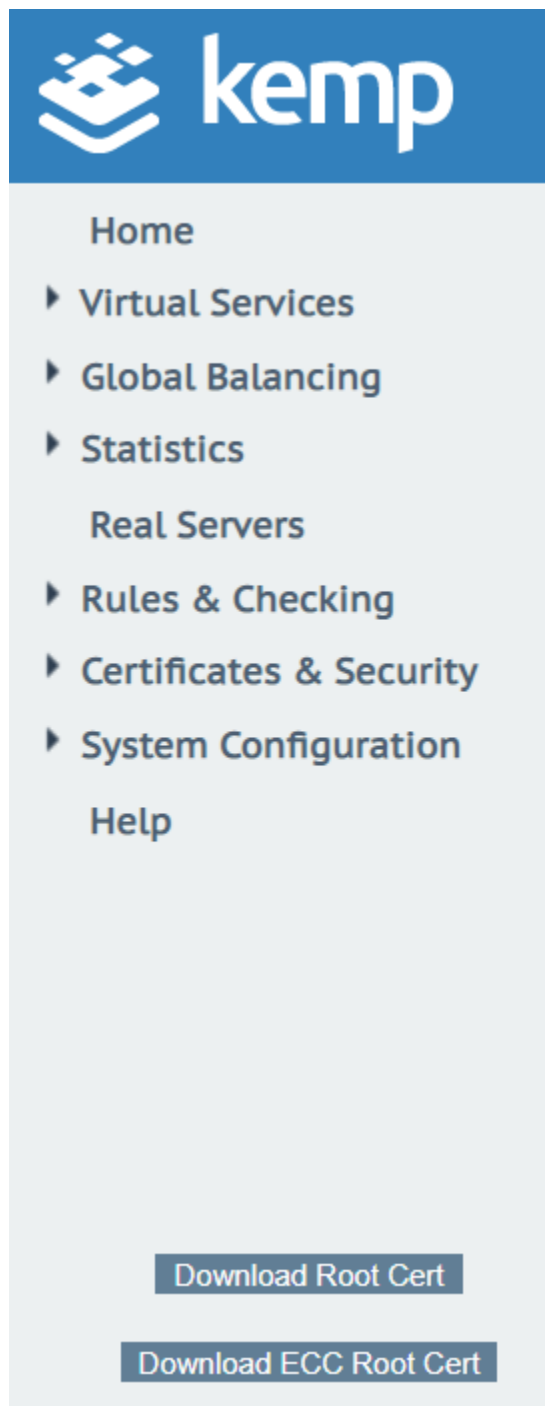 kemp
Home
Virtual Services
Global Balancing
Statistics
Real Servers
Rules & Checking
Certificates & Security
System Configuration
Help
Download Root Cert
Download ECC Root Cert